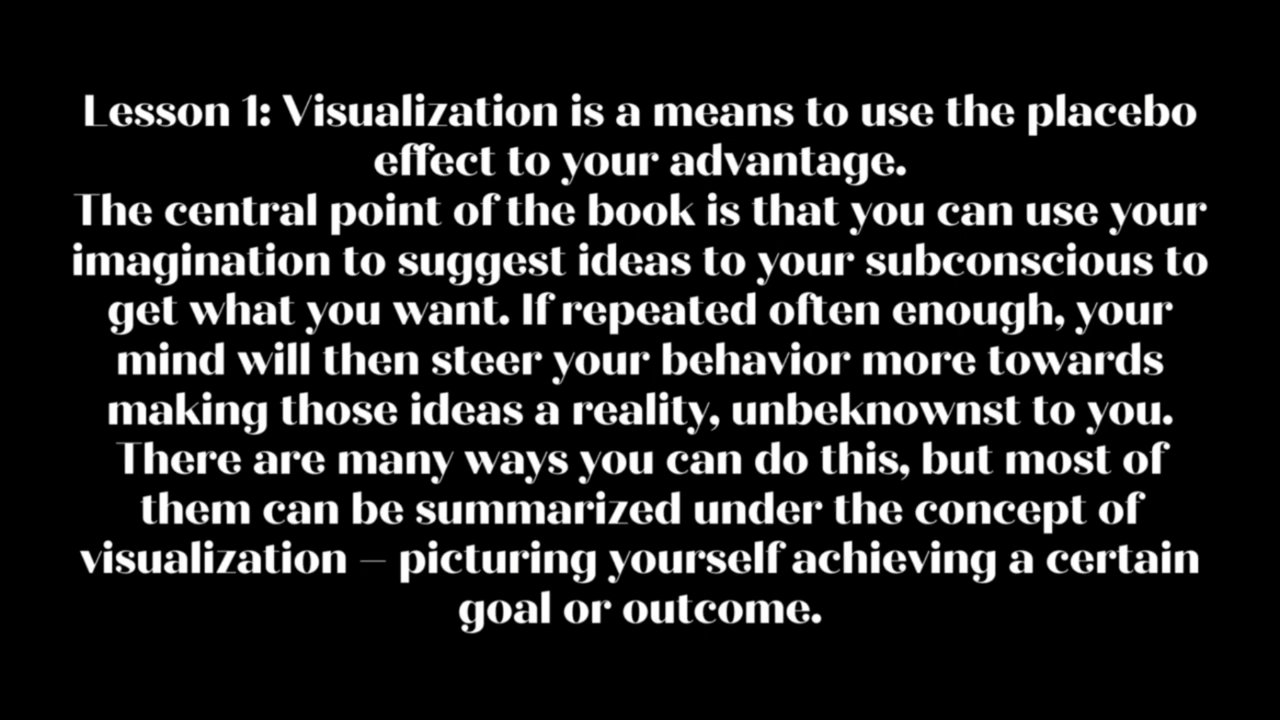 Lesson 1: Visualization is a means to use the placebo
effect to your advantage.
The central point of the book is that you can use your
imagination to suggest ideas to your subconscious to
get what you want. If repeated often enough, your
mind will then steer your behavior more towards
making those ideas a reality, unbeknownst to you.
There are many ways you can do this, but most of
them can be summarized under the concept of
visualization – picturing yourself achieving a certain
goal or outcome.